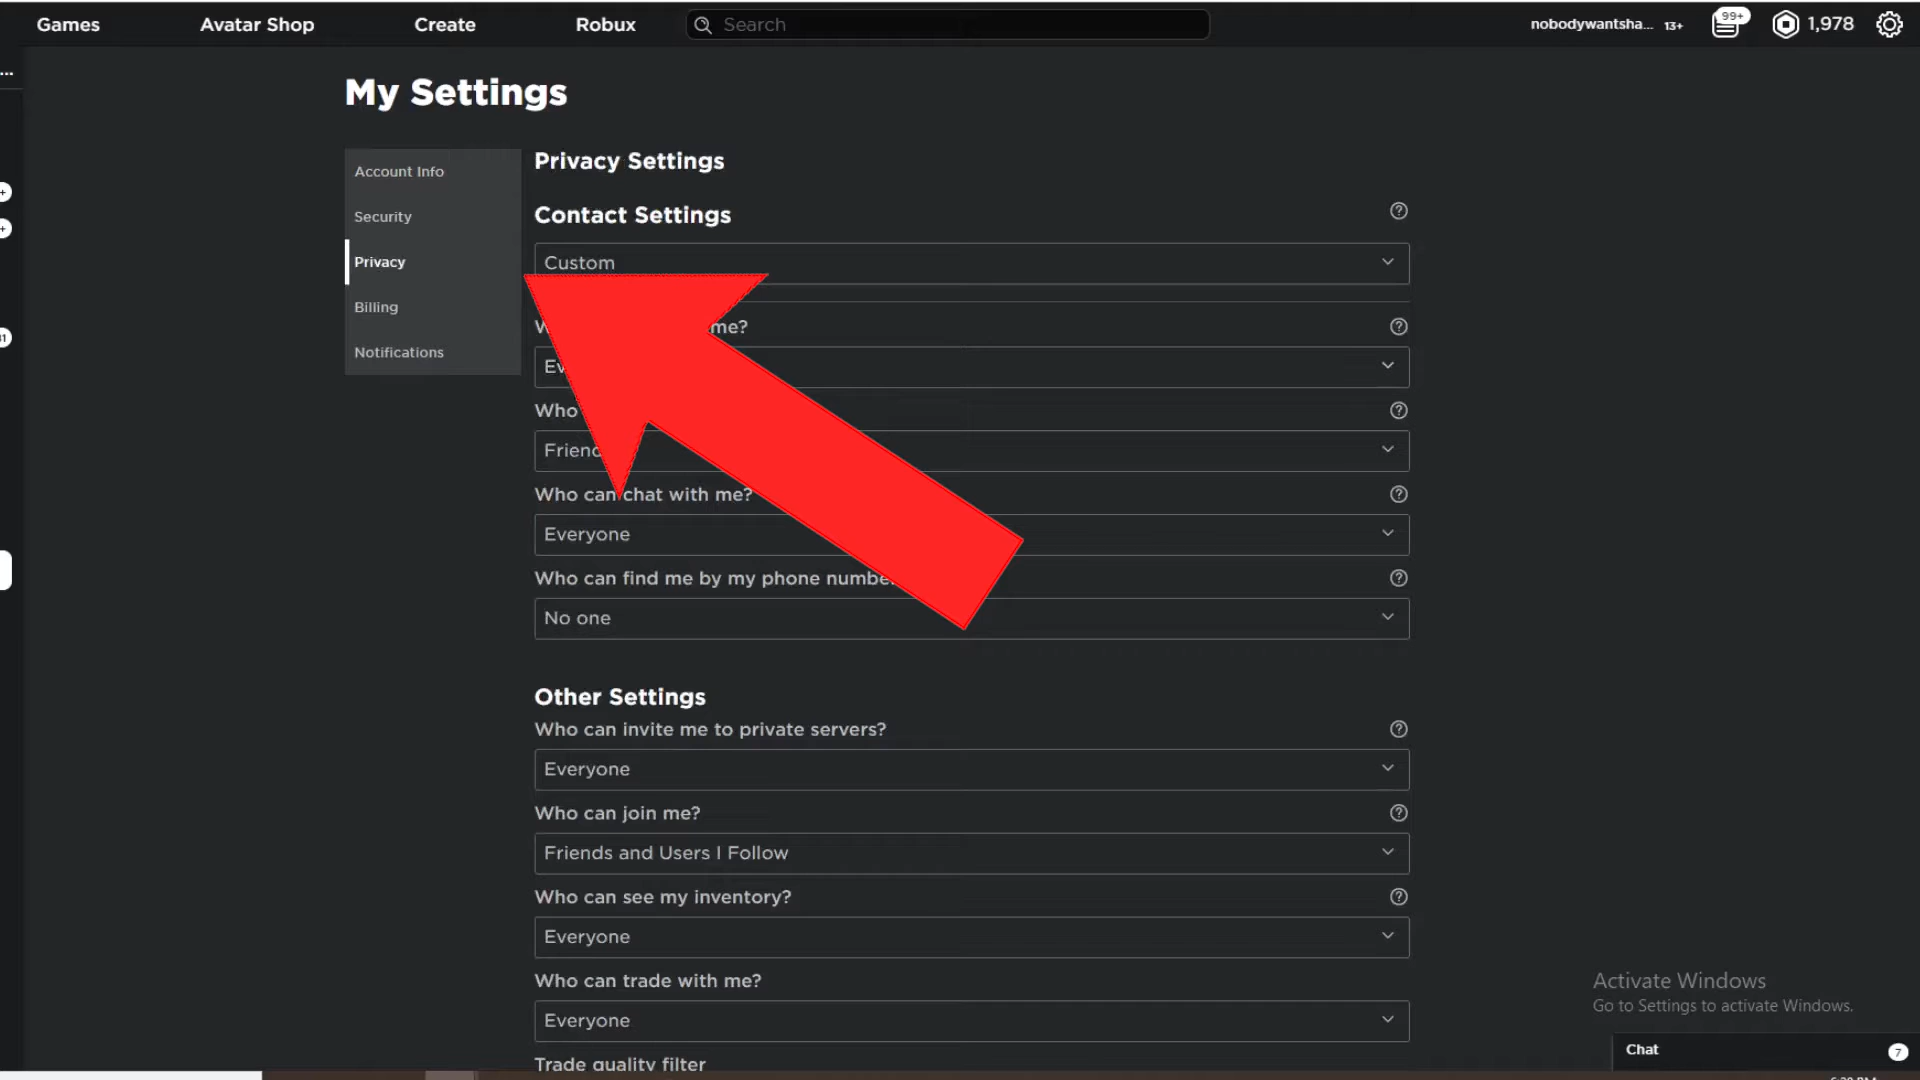 Games Avatar Shop Create Robux Search nobodywantsha... 13+ 99+ 1,978
...
My Settings
Account Info
Security
Privacy
Billing
Notifications
Privacy Settings
Contact Settings
Custom
me?
Who
Who can chat with me?
Everyone
Who can find me by my phone
No one
Other Settings
Who can invite me to private servers?
Everyone
Who can join me?
Friends and Users I Follow
Who can see my inventory?
Everyone
Who can trade with me?
Everyone
Trade quality filter
Activate Windows
Go to Settings to activate Windows.
Chat 7